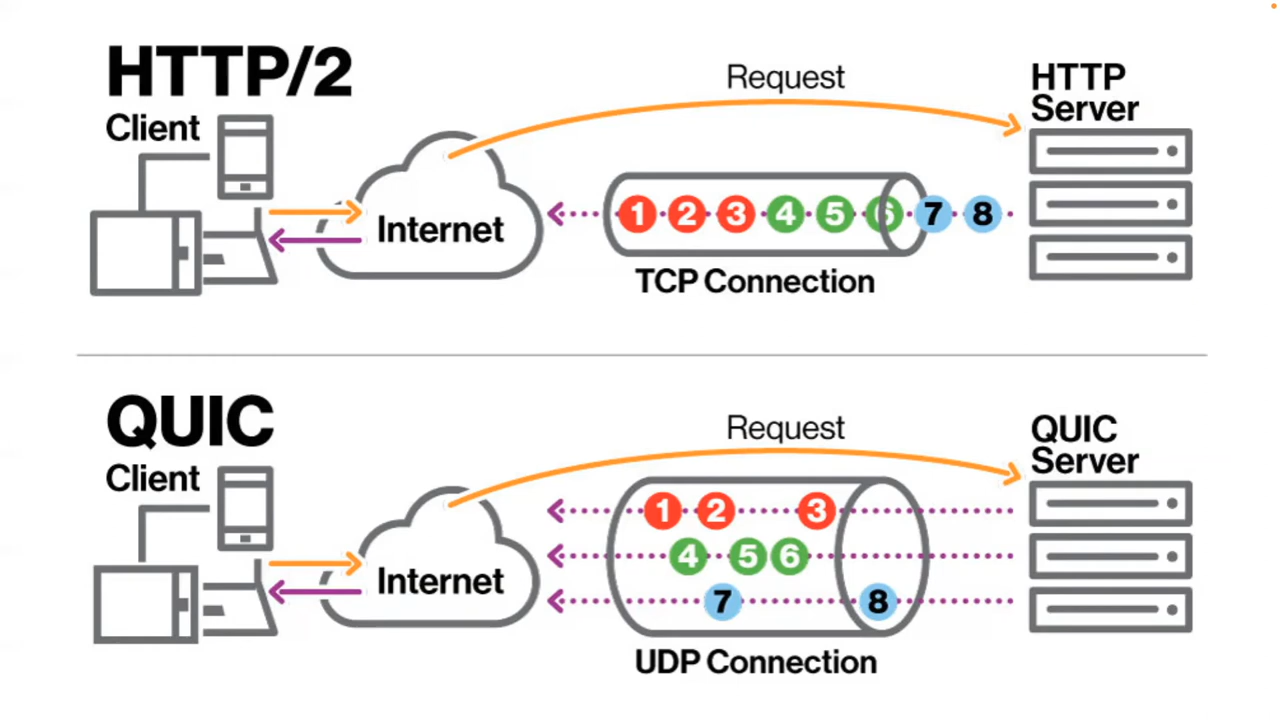 HTTP/2
Client
Internet
Request
HTTP
Server
1 2 3 4 5 6 7 8
TCP Connection
QUIC
Client
Internet
Request
QUIC
Server
1 2 3
4 5 6
7 8
UDP Connection